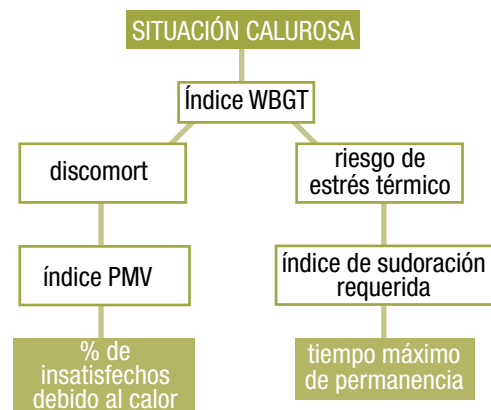 SITUACIÓN CALUROSA
Índice WBGT
discomort
riesgo de
estrés térmico
índice PMV
índice de sudoración
requerida
% de
insatisfechos
debido al calor
tiempo máximo
de permanencia